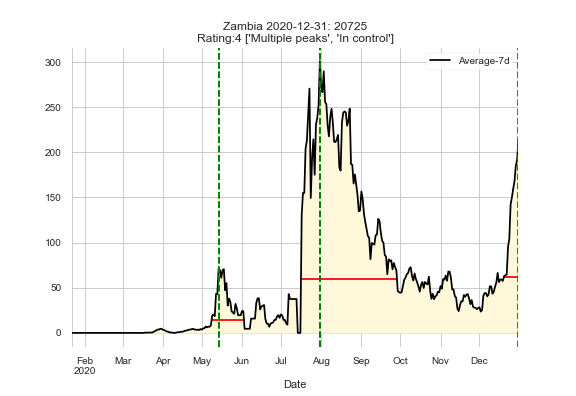 Zambia 2020-12-31: 20725
Rating:4 ['Multiple peaks', 'In control']
Average-7d
300
250
200
150
100
50
0
Feb Mar Apr May Jun Jul Aug Sep Oct Nov Dec
2020
Date